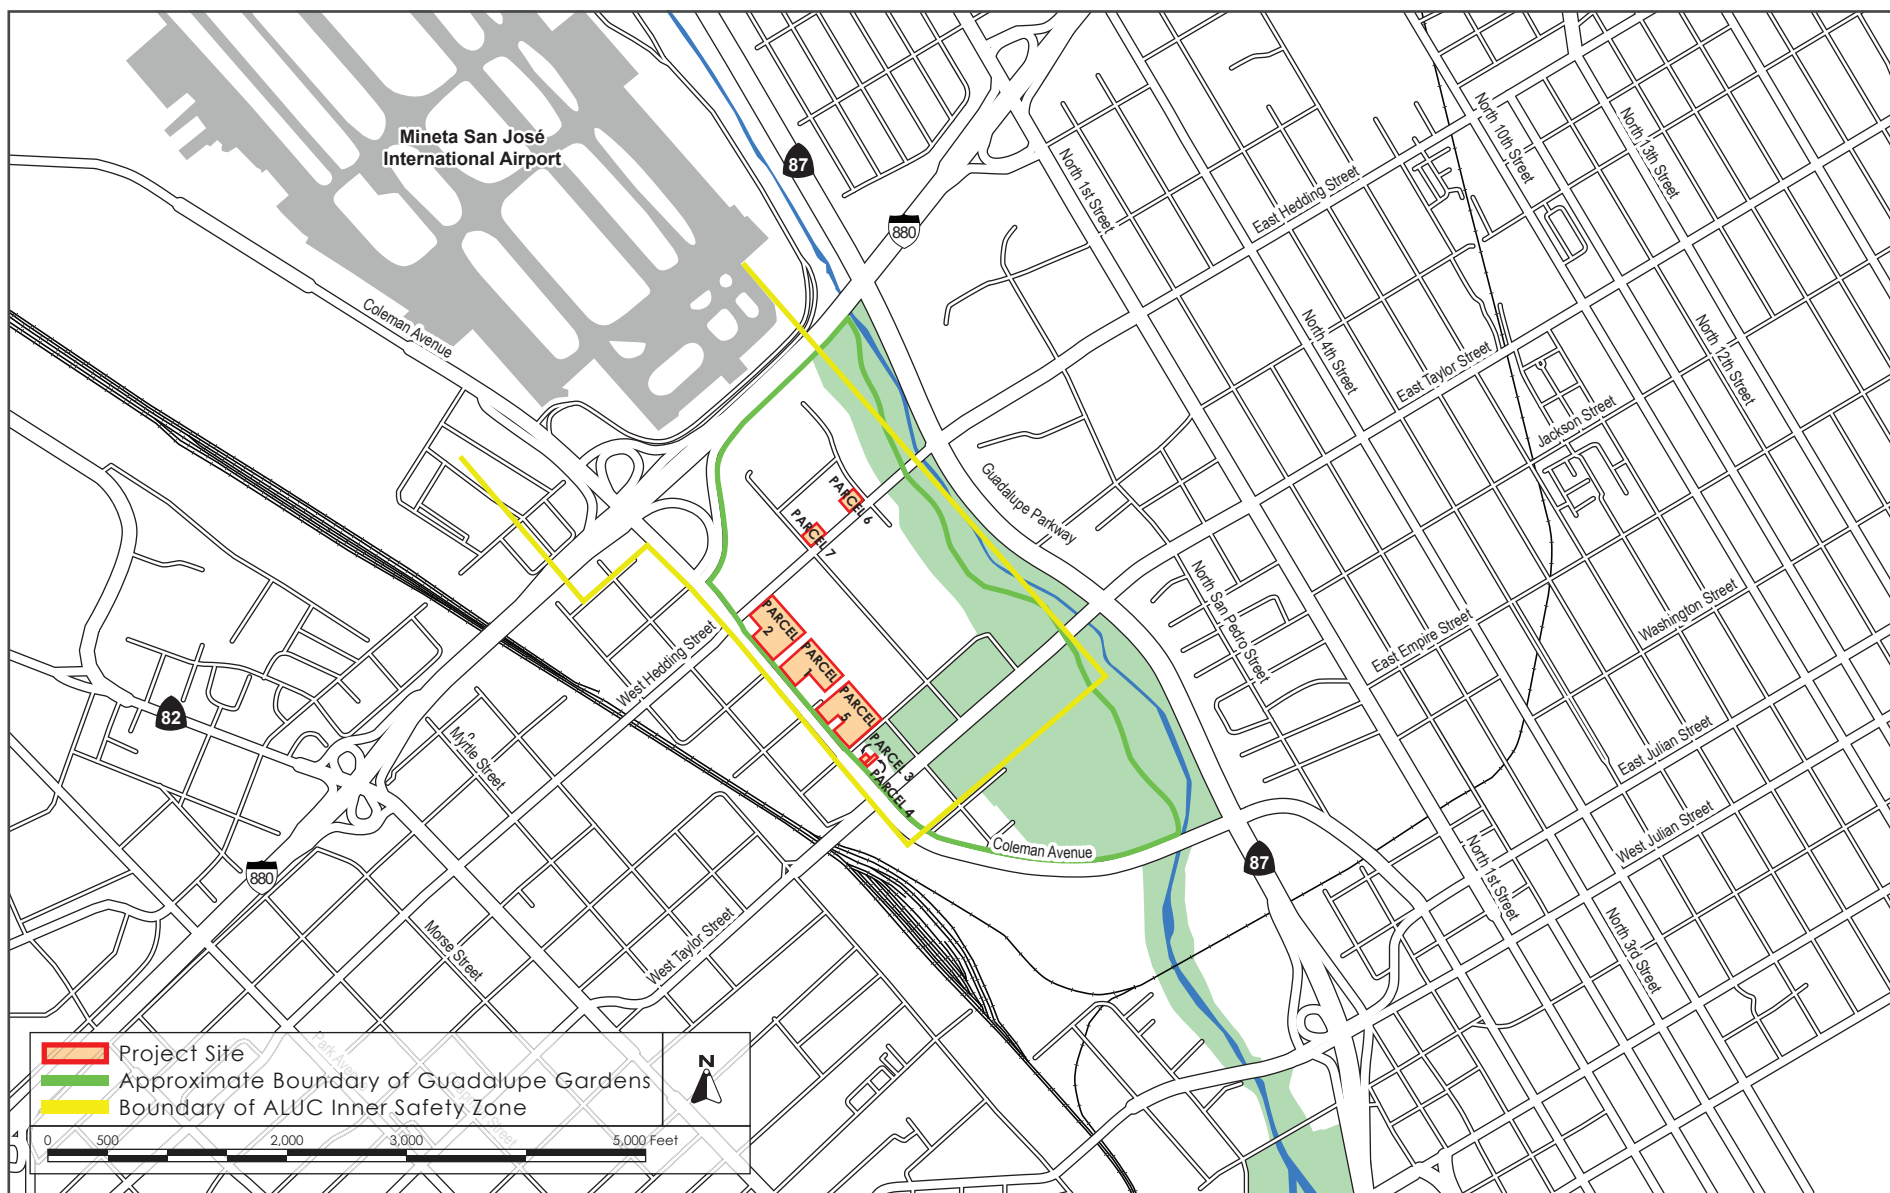 Mineta San José
International Airport
87
880
North 1st Street
East Hedding Street
North 10th Street
North 13th Street
Coleman Avenue
North 4th Street
East Taylor Street
North 12th Street
Jackson Street
Guadalupe Parkway
PARCEL 6
PARCEL 7
North San Pedro Street
East Empire Street
Washington Street
PARCEL
2
PARCEL
1
PARCEL
5
PARCEL 3
PARCEL 4
West Hedding Street
82
Myrtle Street
East Julian Street
West Julian Street
Coleman Avenue
87
880
North 1st Street
North 3rd Street
Morse Street
West Taylor Street
Park Avenue
Street
Project Site
Approximate Boundary of Guadalupe Gardens
Boundary of ALUC Inner Safety Zone
N
0 500 2,000 3,000 5,000 Feet